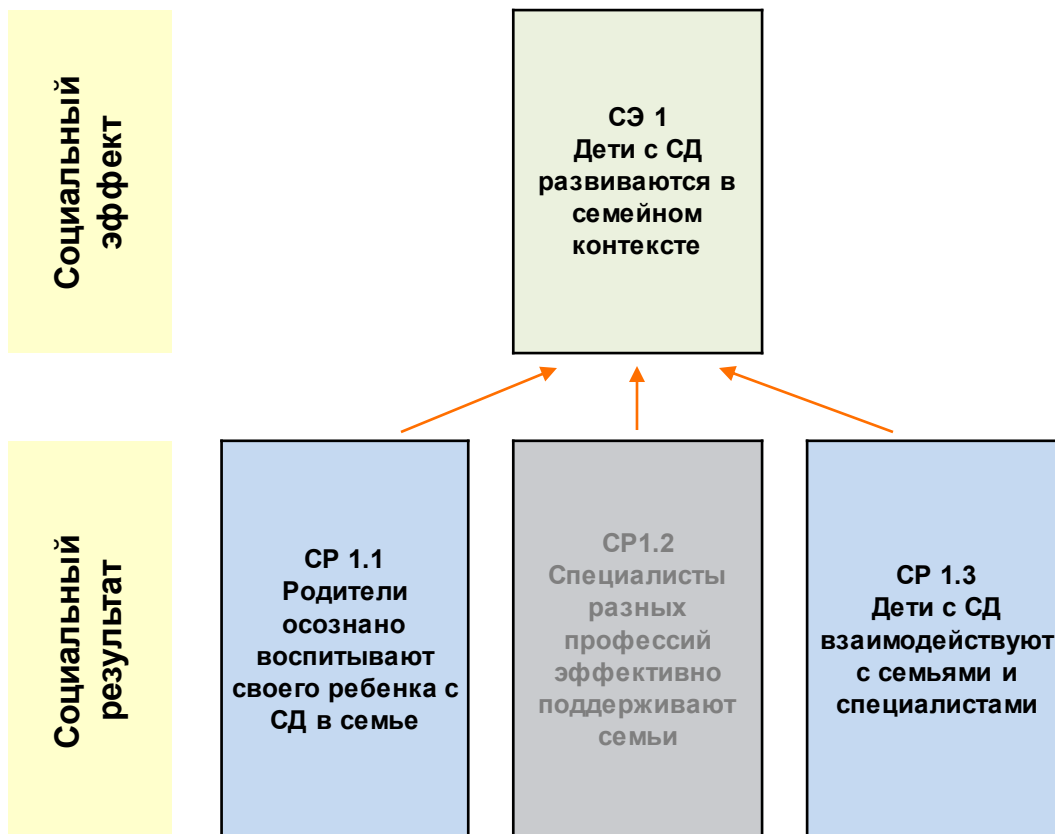 Социальный
эффект
СЭ 1
Дети с СД
развиваются в
семейном
контексте
Социальный
результат
СР 1.1
Родители
осознано
воспитывают
своего ребенка с
СД в семье
СР1.2
Специалисты
разных
профессий
эффективно
поддерживают
семьи
СР 1.3
Дети с СД
взаимодействуют
с семьями и
специалистами